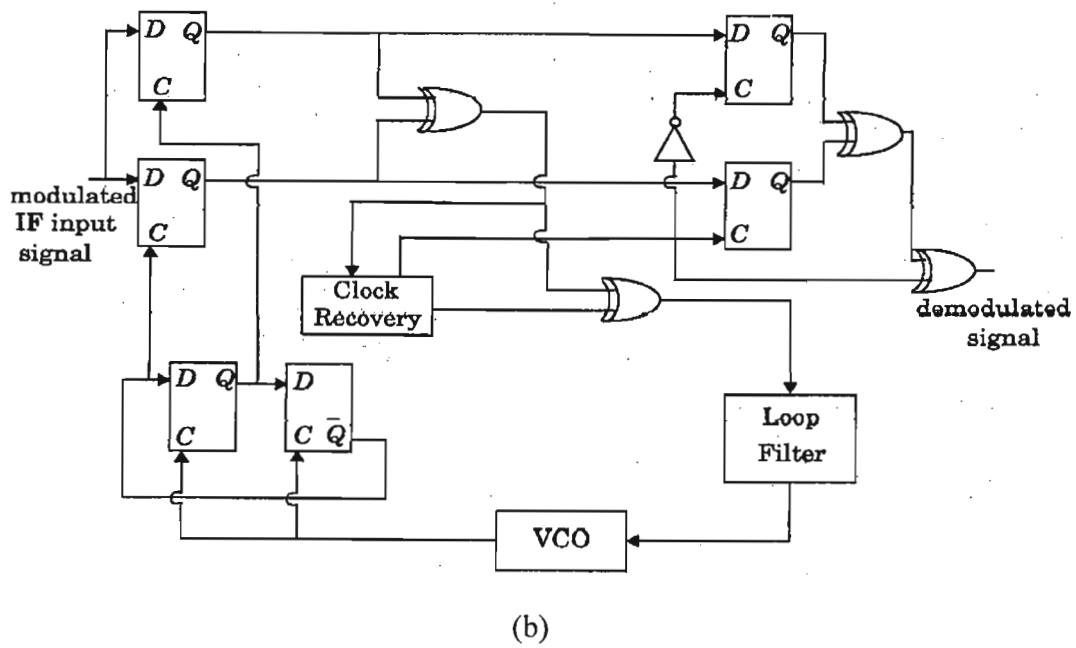 D Q
C
D Q
C
D Q
C
modulated
IF input
signal
D Q
C
Clock
Recovery
demodulated
signal
D Q
C
D
C Q̅
Loop
Filter
VCO
(b)